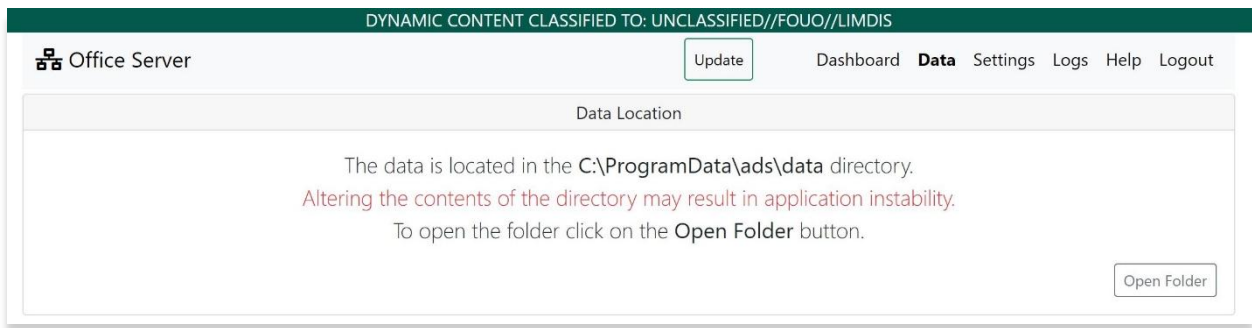 DYNAMIC CONTENT CLASSIFIED TO: UNCLASSIFIED//FOUO//LIMDIS
Office Server Update Dashboard Data Settings Logs Help Logout
Data Location
The data is located in the C:\ProgramData\ads\data directory.
Altering the contents of the directory may result in application instability.
To open the folder click on the Open Folder button.
Open Folder